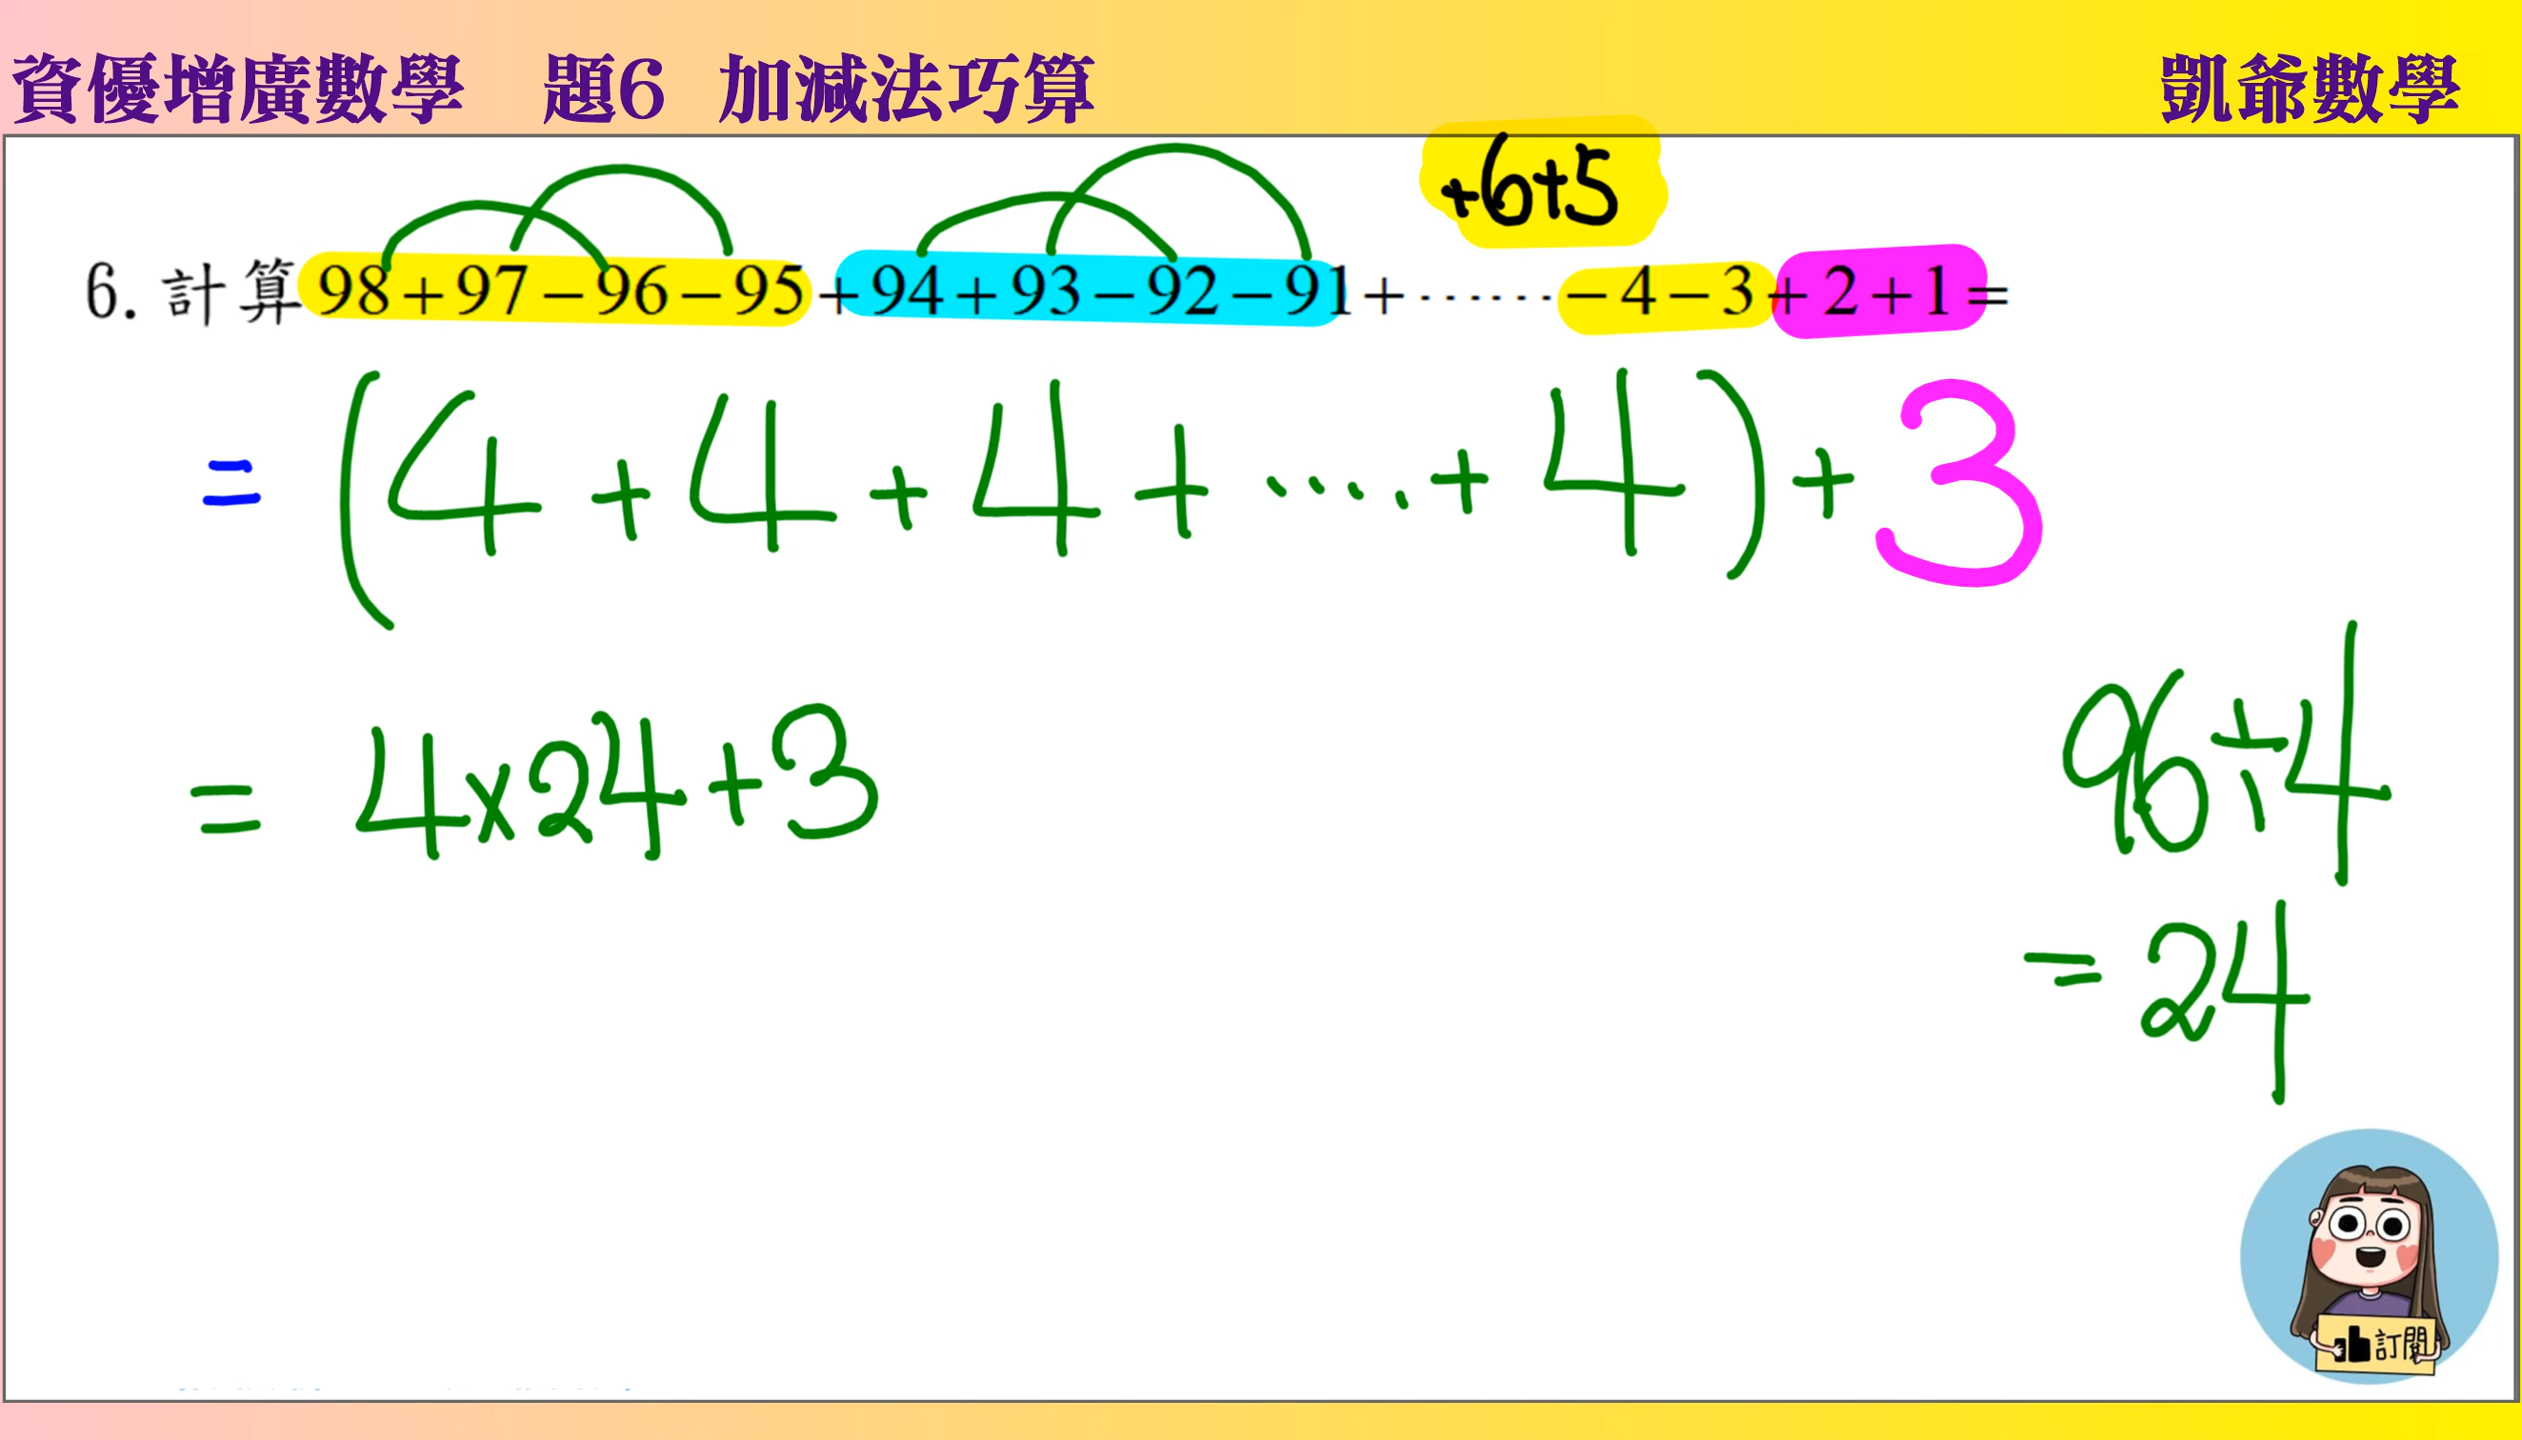 資優增廣數學 題6 加減法巧算 凱爺數學
+6+5
6. 計算 98+97−96−95+94+93−92−91+⋯⋯−4−3+2+1=
= (4+4+4+⋯.+4)+3
= 4×24+3
96÷4
= 24
訂閱